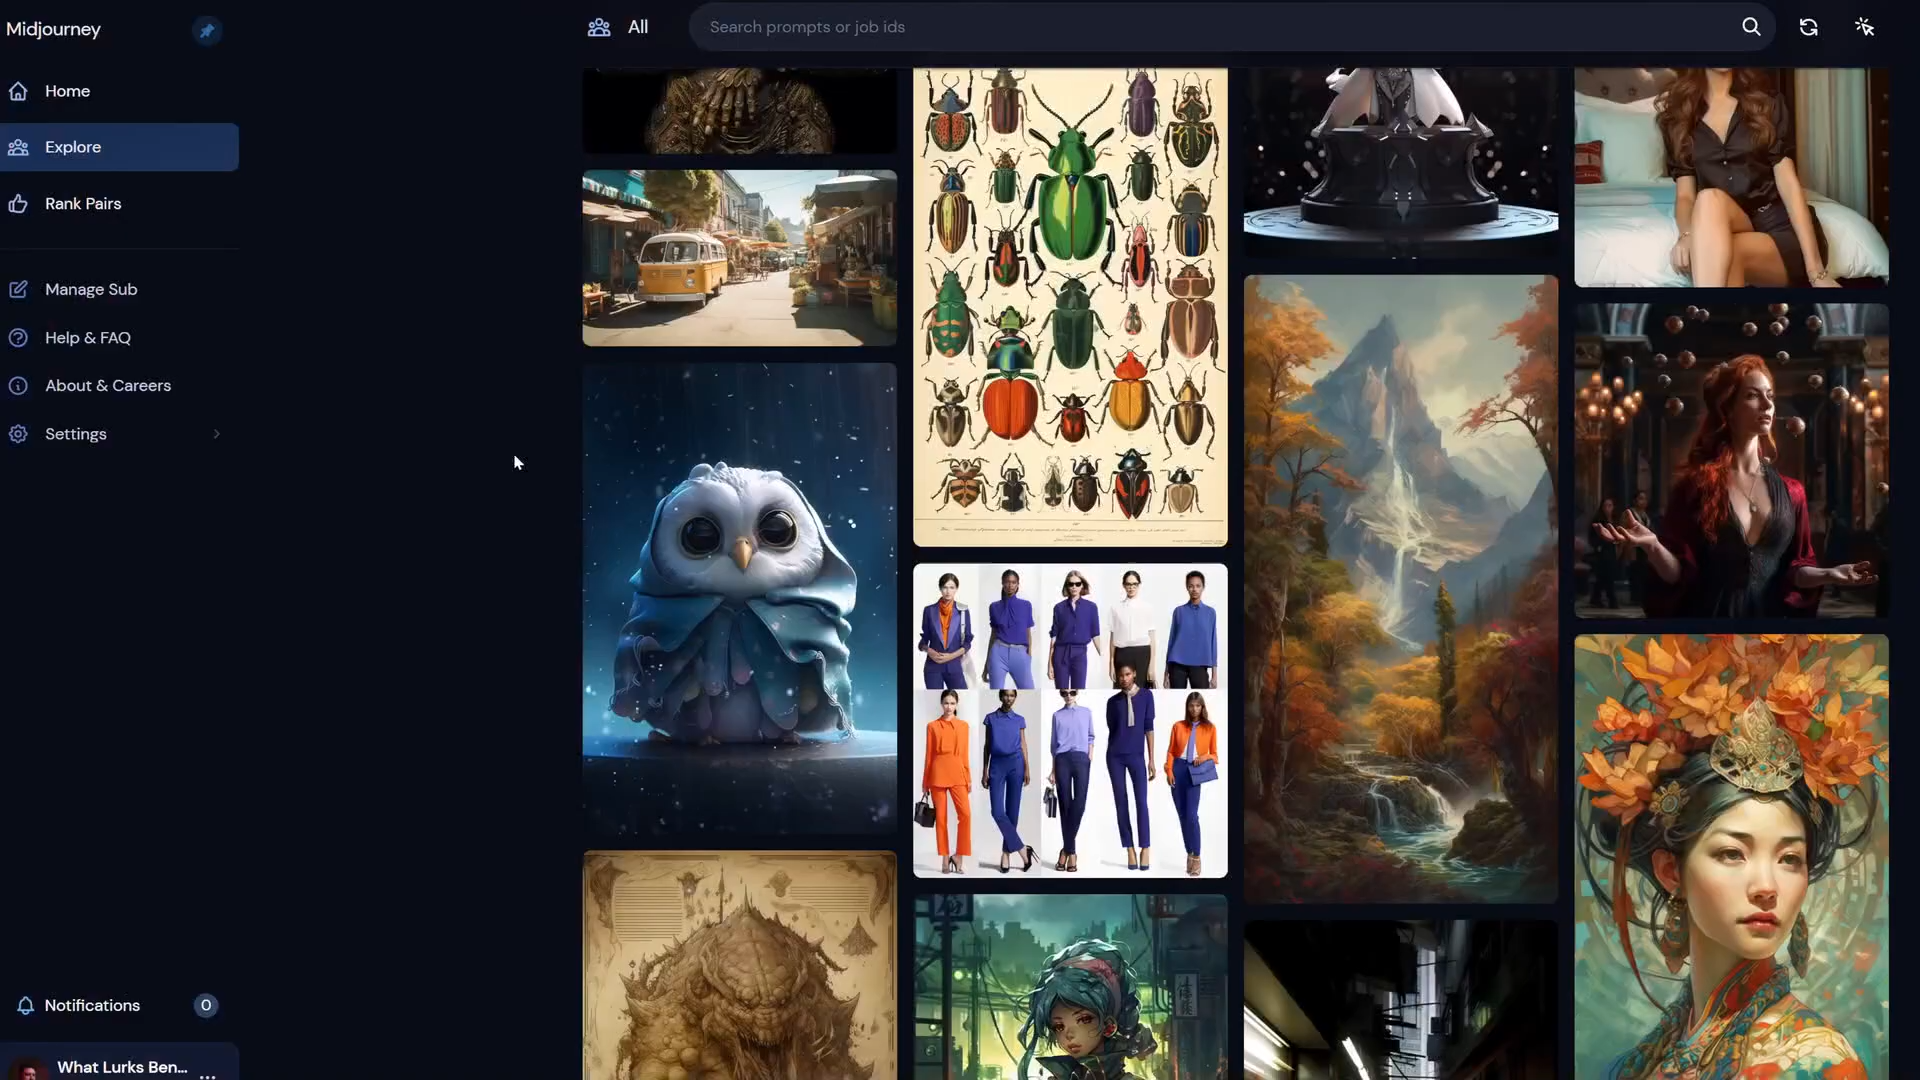 Midjourney
All
Search prompts or job ids
Home
Explore
Rank Pairs
Manage Sub
Help & FAQ
About & Careers
Settings
Notifications
0
What Lurks Ben...